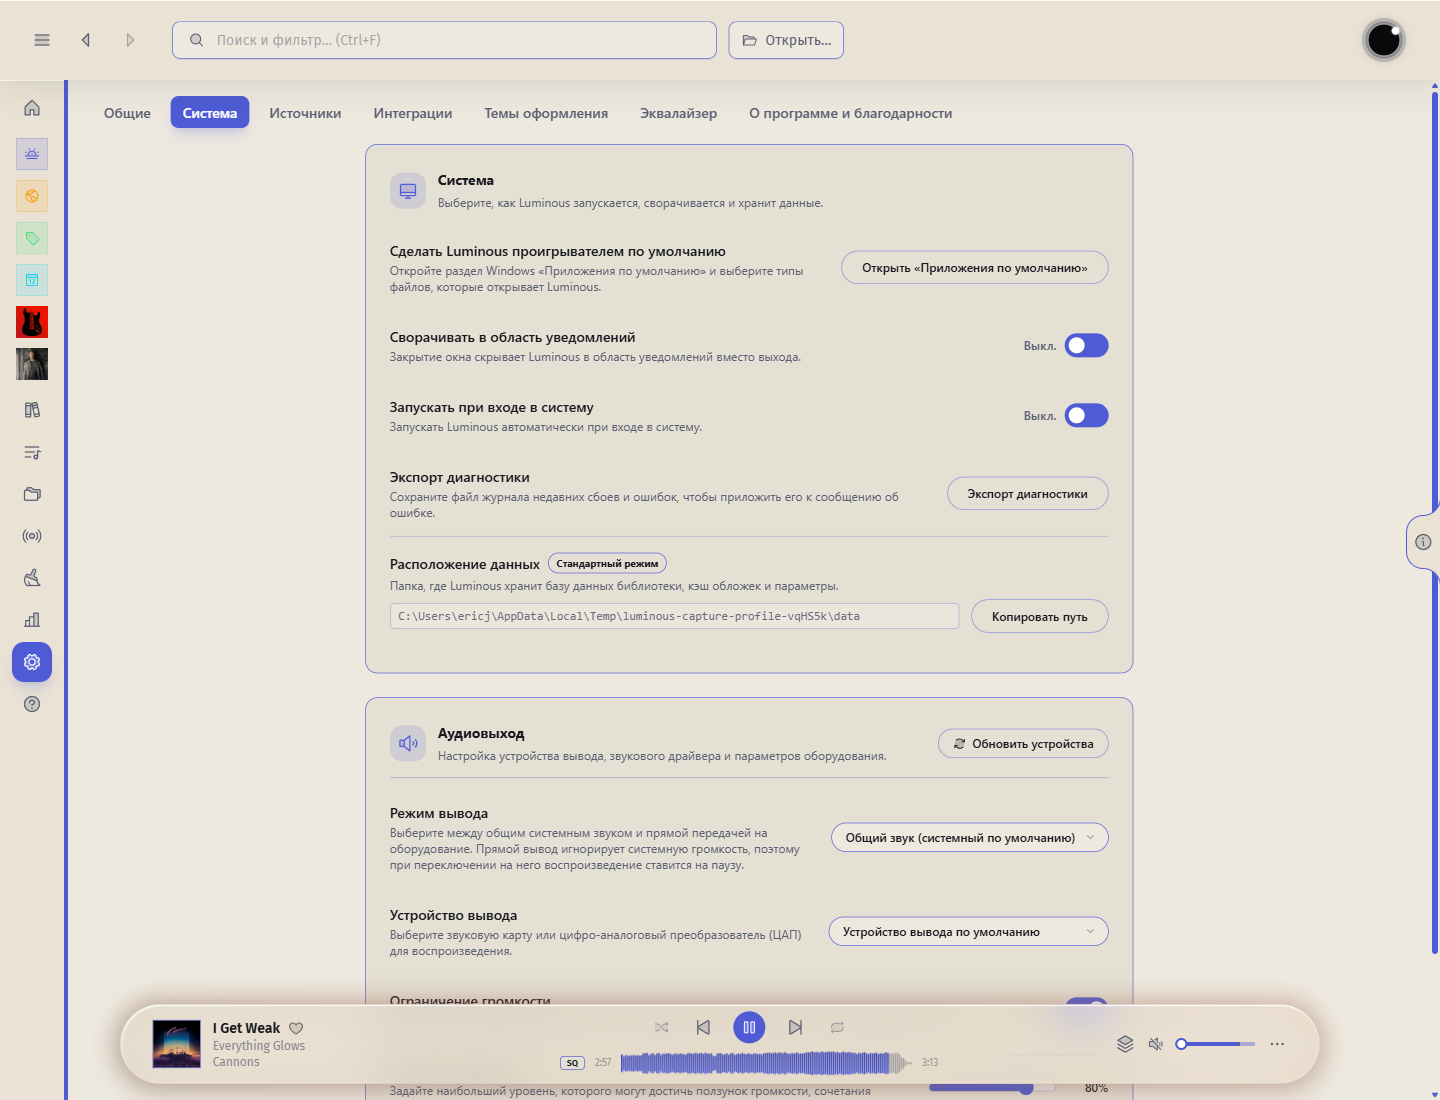 Поиск и фильтр... (Ctrl+F)
Открыть...
Общие
Система
Источники
Интеграции
Темы оформления
Эквалайзер
О программе и благодарности
12
Система
Выберите, как Luminous запускается, сворачивается и хранит данные.
Сделать Luminous проигрывателем по умолчанию
Откройте раздел Windows «Приложения по умолчанию» и выберите типы
файлов, которые открывает Luminous.
Открыть «Приложения по умолчанию»
Сворачивать в область уведомлений
Закрытие окна скрывает Luminous в область уведомлений вместо выхода.
Выкл.
Запускать при входе в систему
Запускать Luminous автоматически при входе в систему.
Выкл.
Экспорт диагностики
Сохраните файл журнала недавних сбоев и ошибок, чтобы приложить его к сообщению об
ошибке.
Экспорт диагностики
Расположение данных
Стандартный режим
Папка, где Luminous хранит базу данных библиотеки, кэш обложек и параметры.
C:\Users\ericj\AppData\Local\Temp\luminous-capture-profile-vqHS5k\data
Копировать путь
Аудиовыход
Настройка устройства вывода, звукового драйвера и параметров оборудования.
Обновить устройства
Режим вывода
Выберите между общим системным звуком и прямой передачей на
оборудование. Прямой вывод игнорирует системную громкость, поэтому
при переключении на него воспроизведение ставится на паузу.
Общий звук (системный по умолчанию)
Устройство вывода
Выберите звуковую карту или цифро-аналоговый преобразователь (ЦАП)
для воспроизведения.
Устройство вывода по умолчанию
Ограничение громкости
I Get Weak
Everything Glows
Cannons
SQ
2:57
3:13
Задайте наибольший уровень, которого могут достичь ползунок громкости, сочетания
80%